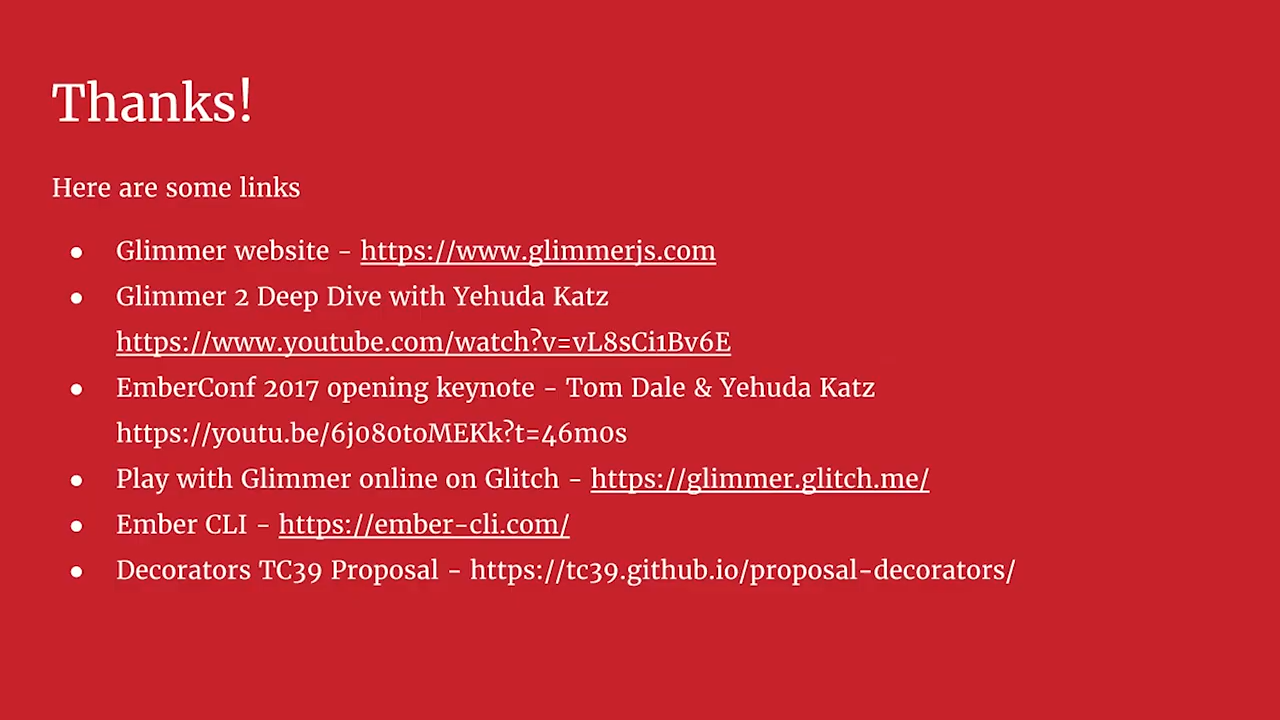 Thanks!
Here are some links
● Glimmer website - https://www.glimmerjs.com
● Glimmer 2 Deep Dive with Yehuda Katz
https://www.youtube.com/watch?v=vL8sCi1Bv6E
● EmberConf 2017 opening keynote - Tom Dale & Yehuda Katz
https://youtu.be/6j080toMEKk?t=46m0s
● Play with Glimmer online on Glitch - https://glimmer.glitch.me/
● Ember CLI - https://ember-cli.com/
● Decorators TC39 Proposal - https://tc39.github.io/proposal-decorators/